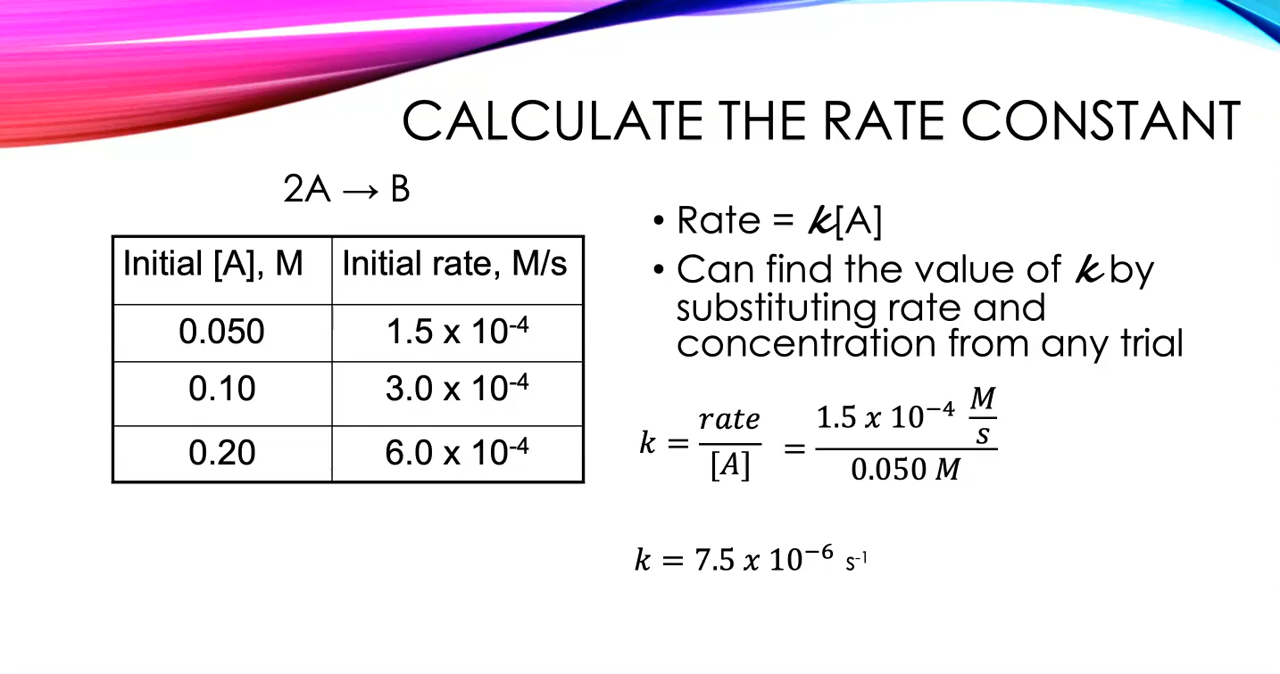 CALCULATE THE RATE CONSTANT
2A → B
Initial [A], M | Initial rate, M/s
0.050 | 1.5 x 10⁻⁴
0.10 | 3.0 x 10⁻⁴
0.20 | 6.0 x 10⁻⁴
• Rate = k[A]
• Can find the value of k by
substituting rate and
concentration from any trial
k = rate/[A] = (1.5 x 10⁻⁴ M/s)/(0.050 M)
k = 7.5 x 10⁻⁶ s⁻¹